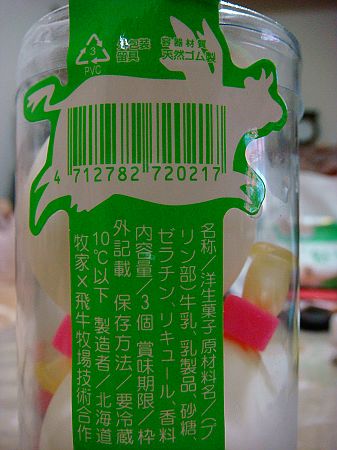 3
PVC
包装
留具
容器材質
天然ゴム製
4 712782 720217
名称/洋生菓子 原材料名/(プ
リン部)牛乳、乳製品、砂糖、
ゼラチン、リキュール、香料
内容量/3個 賞味期限/枠
外記載 保存方法/要冷蔵
10℃以下 製造者/北海道
牧家×飛牛牧場技術合作